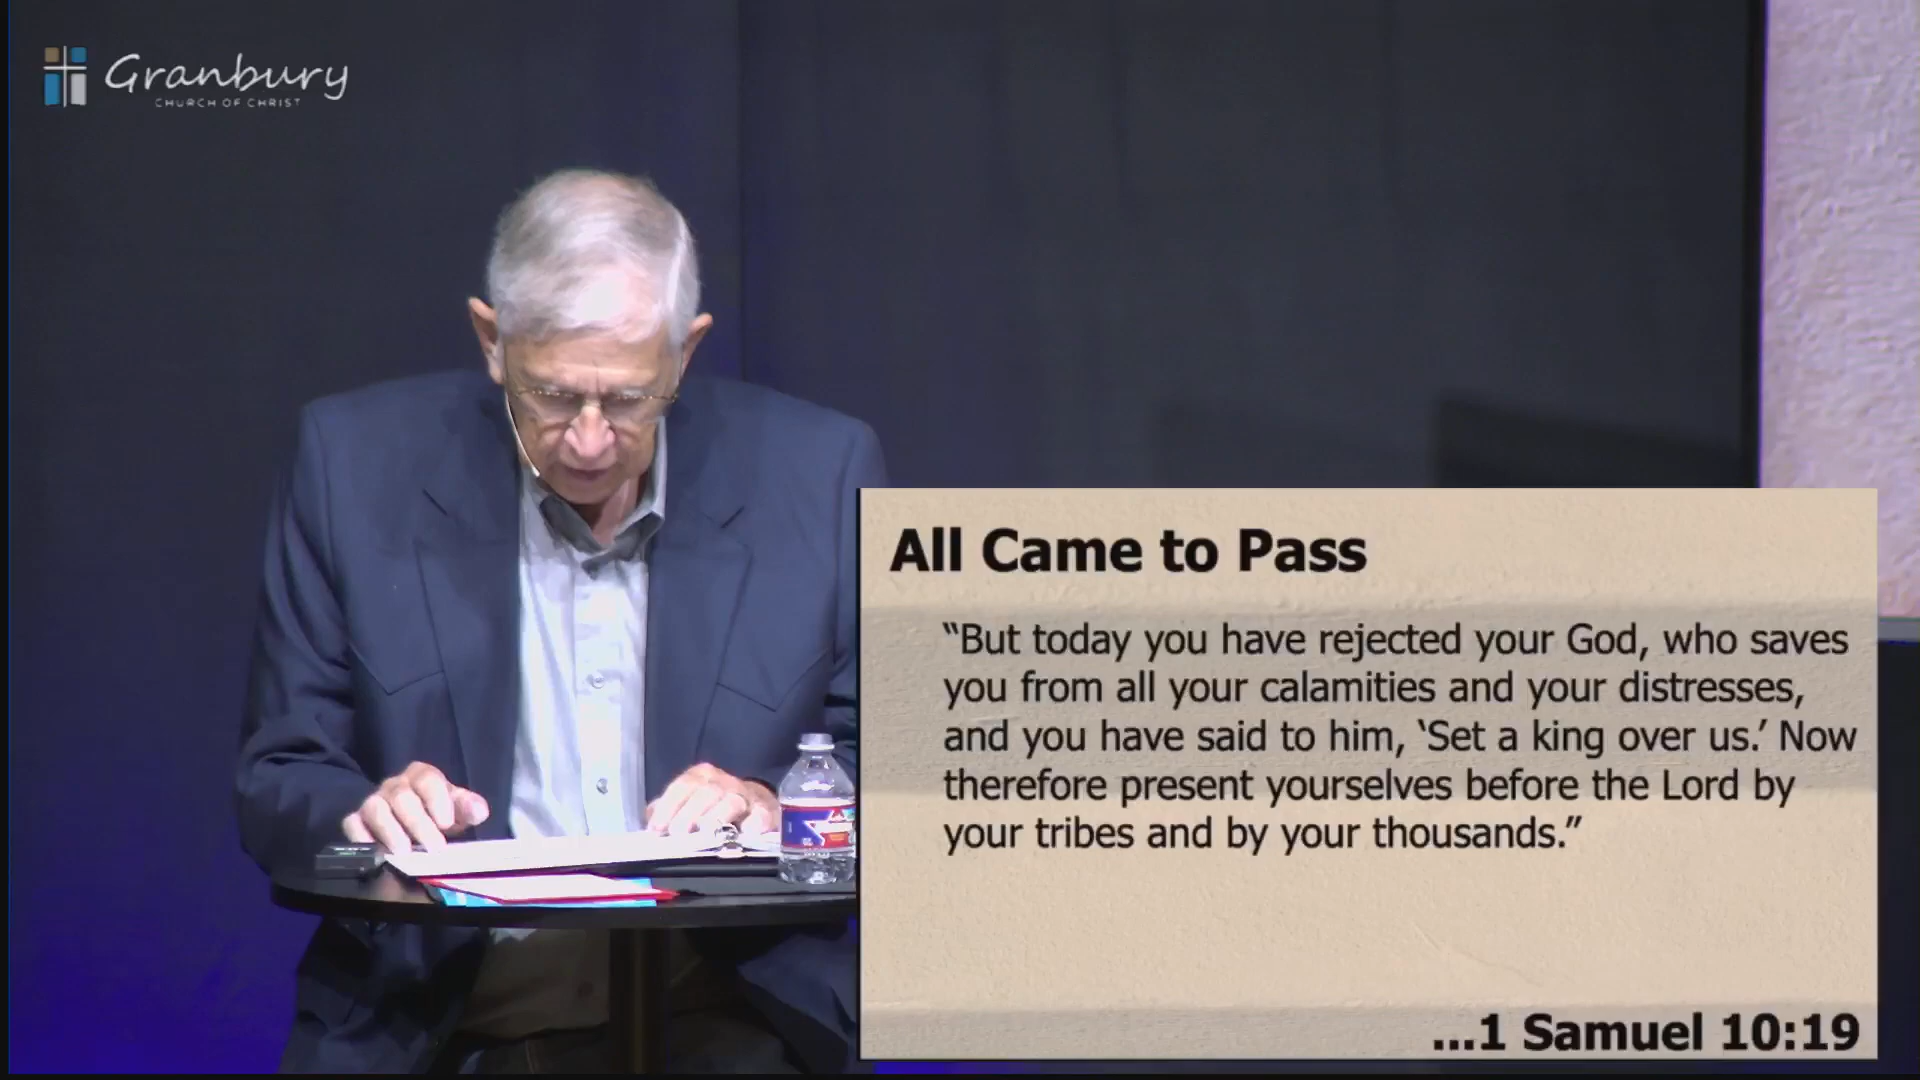 Granbury
CHURCH OF CHRIST
All Came to Pass
“But today you have rejected your God, who saves
you from all your calamities and your distresses,
and you have said to him, ‘Set a king over us.’ Now
therefore present yourselves before the Lord by
your tribes and by your thousands.”
...1 Samuel 10:19